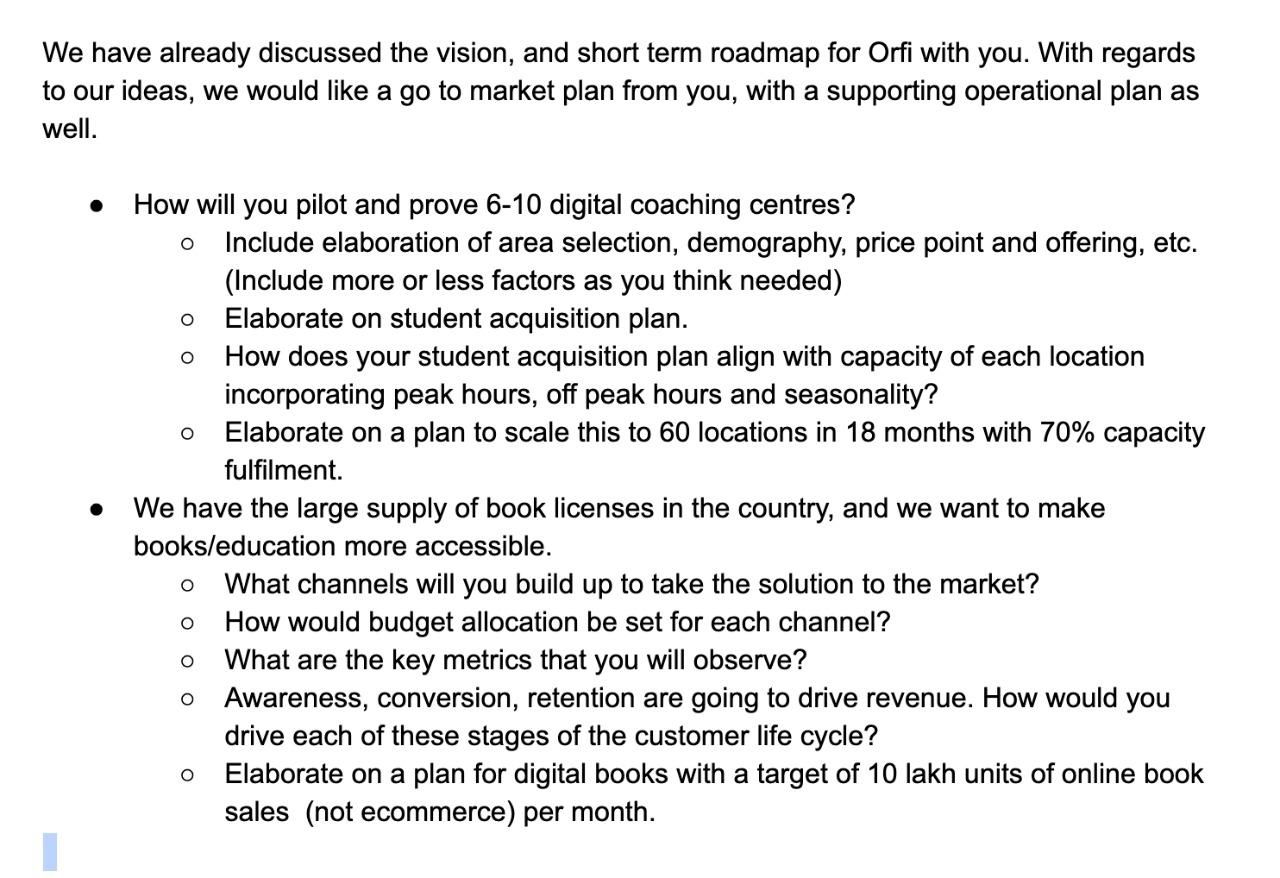 We have already discussed the vision, and short term roadmap for Orfi with you. With regards
to our ideas, we would like a go to market plan from you, with a supporting operational plan as
well.
● How will you pilot and prove 6-10 digital coaching centres?
○ Include elaboration of area selection, demography, price point and offering, etc.
(Include more or less factors as you think needed)
○ Elaborate on student acquisition plan.
○ How does your student acquisition plan align with capacity of each location
incorporating peak hours, off peak hours and seasonality?
○ Elaborate on a plan to scale this to 60 locations in 18 months with 70% capacity
fulfilment.
● We have the large supply of book licenses in the country, and we want to make
books/education more accessible.
○ What channels will you build up to take the solution to the market?
○ How would budget allocation be set for each channel?
○ What are the key metrics that you will observe?
○ Awareness, conversion, retention are going to drive revenue. How would you
drive each of these stages of the customer life cycle?
○ Elaborate on a plan for digital books with a target of 10 lakh units of online book
sales  (not ecommerce) per month.